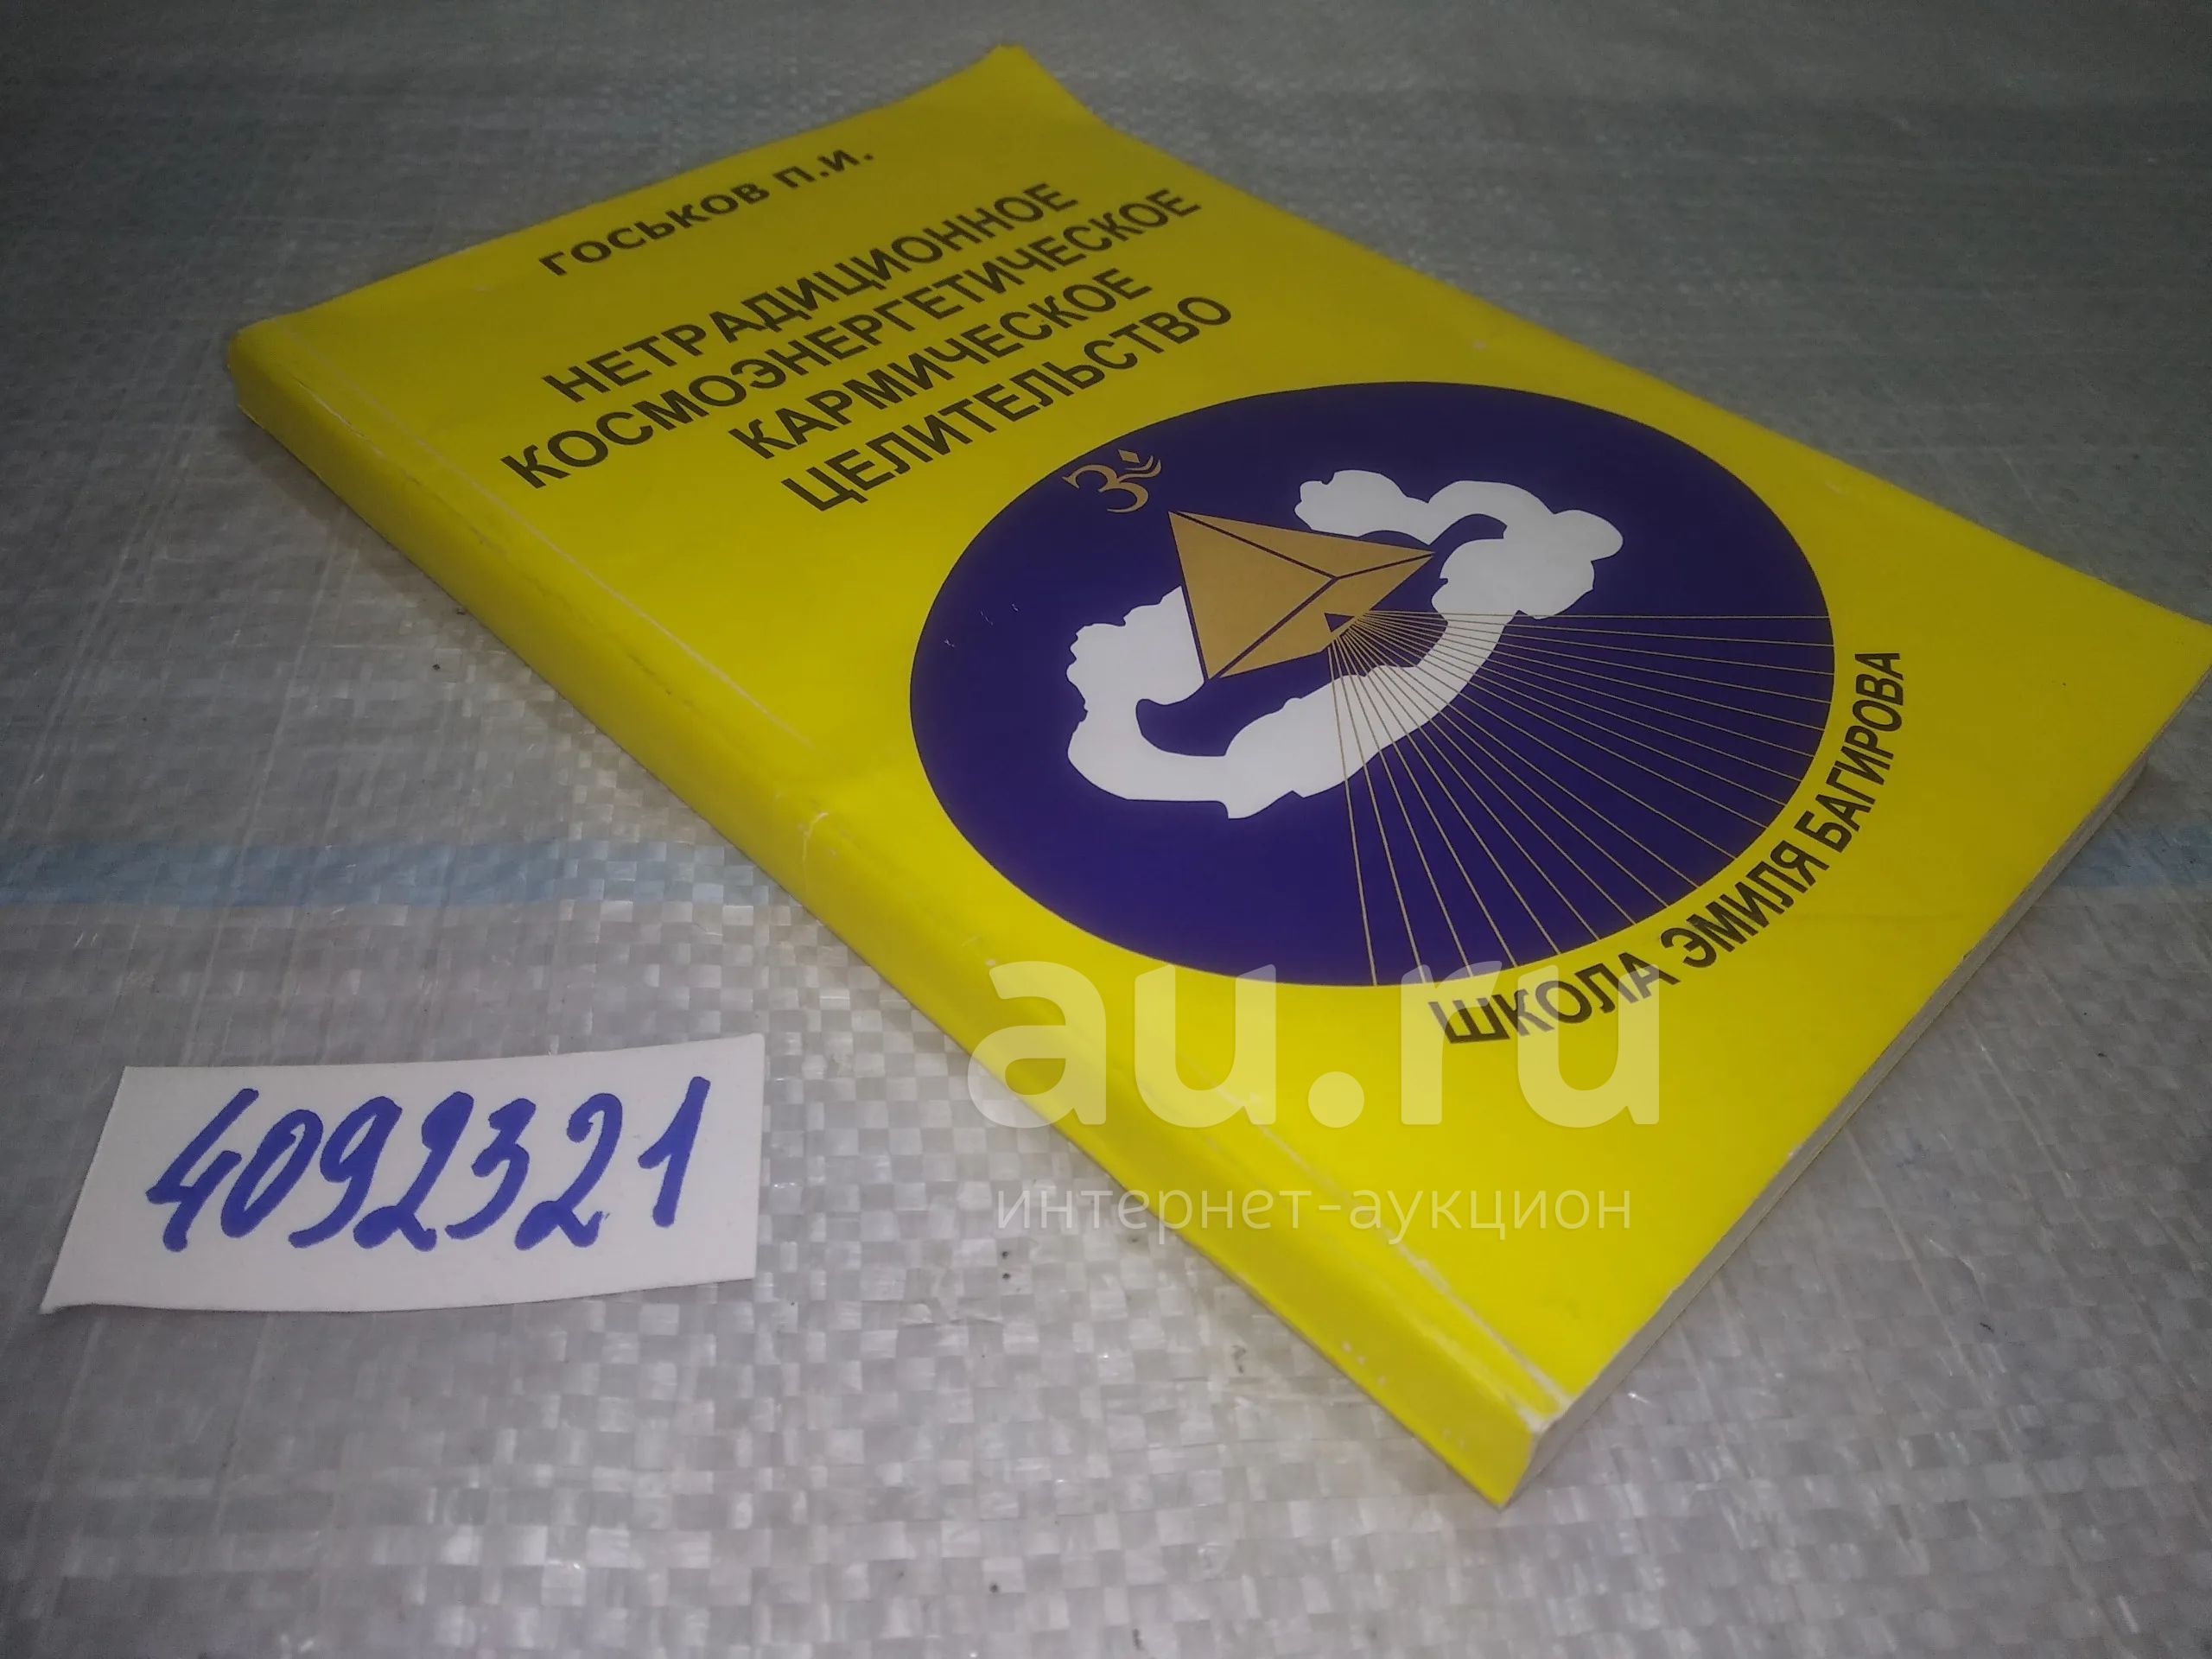 ГОСЬКОВ П.И.
НЕТРАДИЦИОННОЕ
КОСМОЭНЕРГЕТИЧЕСКОЕ
КАРМИЧЕСКОЕ
ЦЕЛИТЕЛЬСТВО
ॐ
ШКОЛА ЭМИЛЯ БАГИРОВА
au.ru
интернет-аукцион
4092321